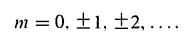 m = 0, ±1, ±2, . . . .